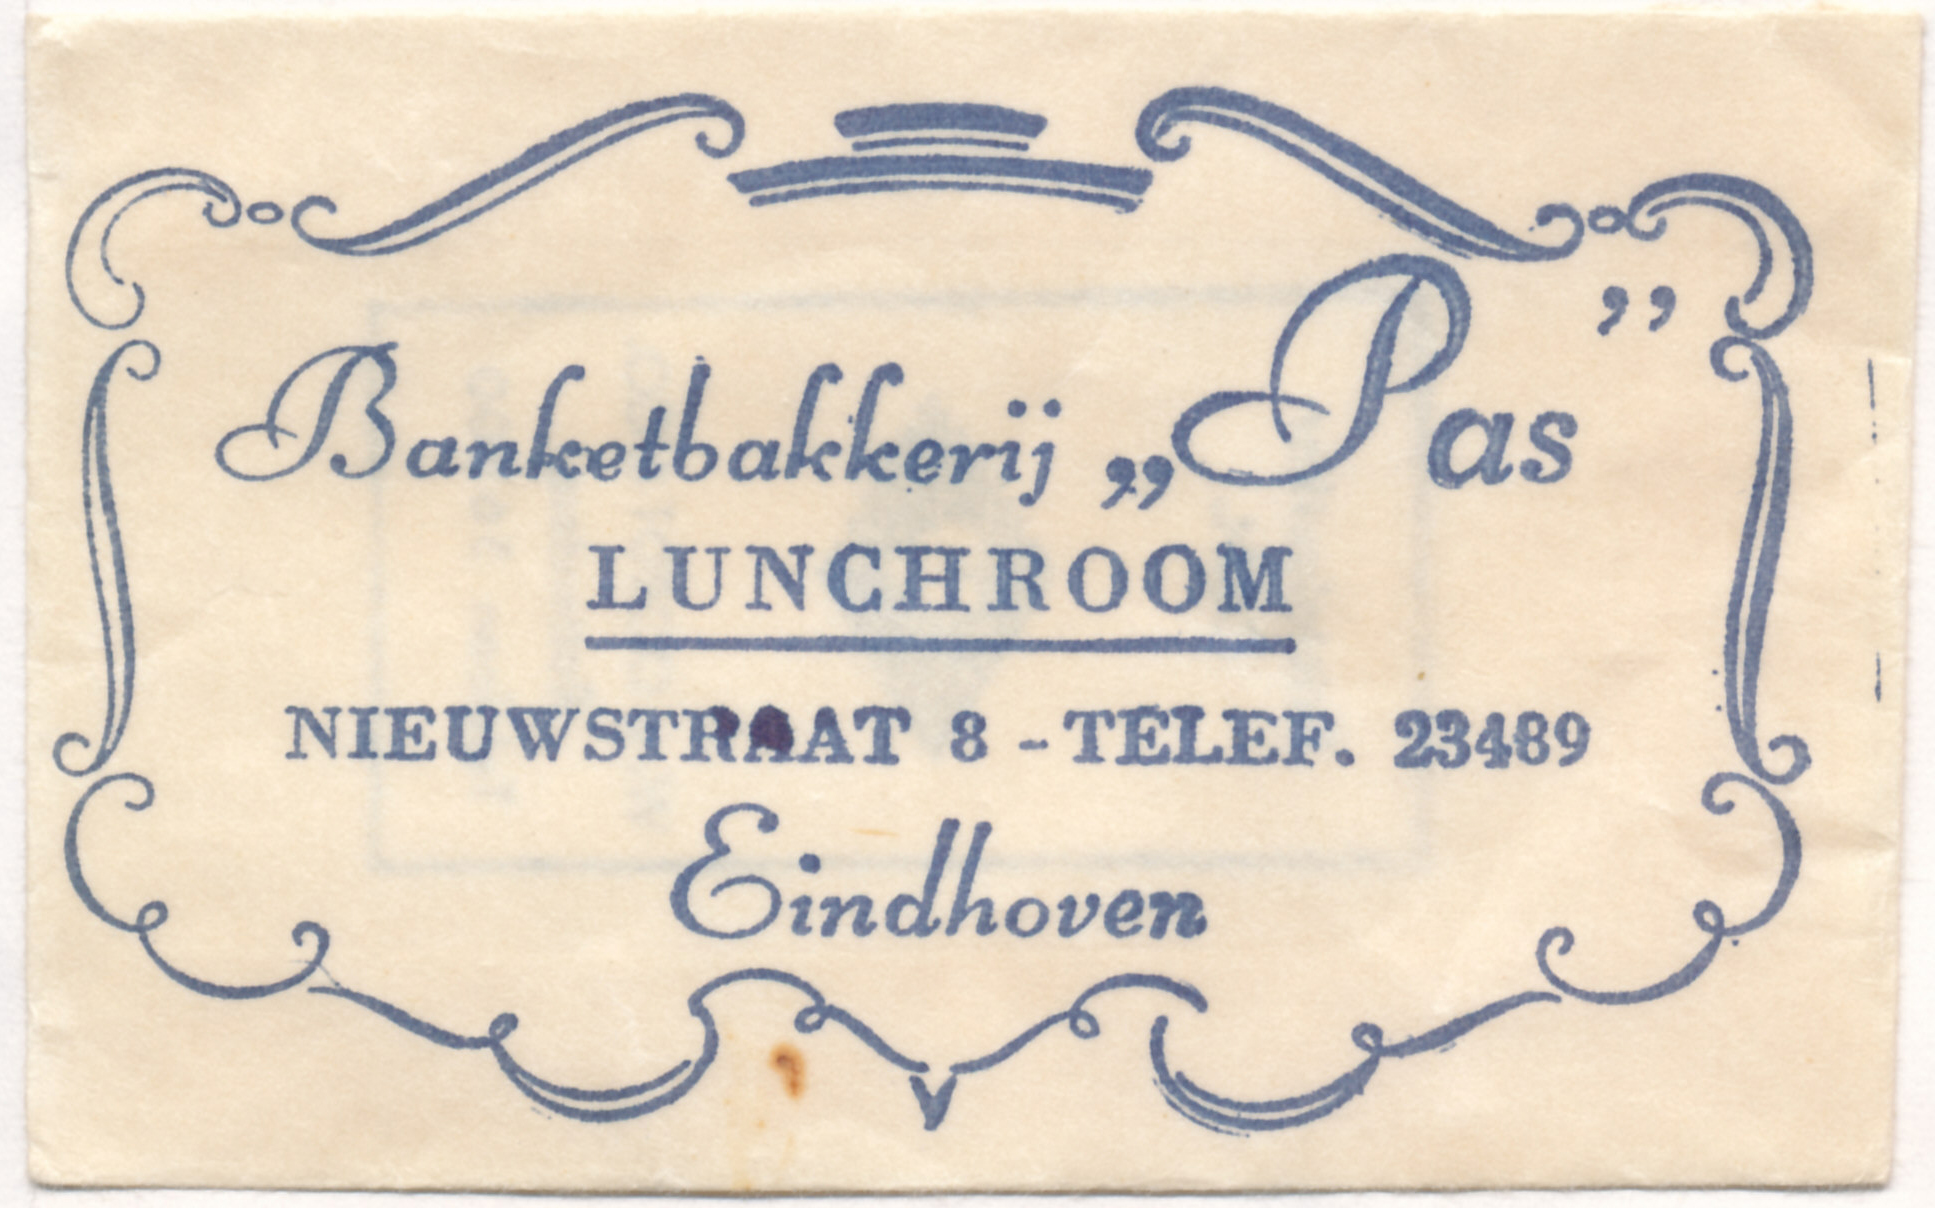 Banketbakkerij „Pas”
LUNCHROOM
NIEUWSTRAAT 8 - TELEF. 23489
Eindhoven